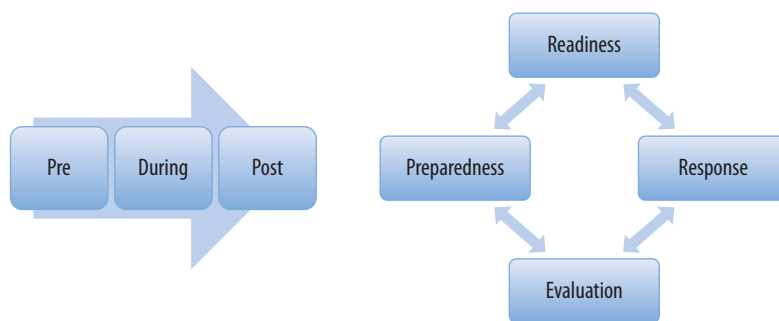 Readiness
Pre
During
Post
Preparedness
Response
Evaluation